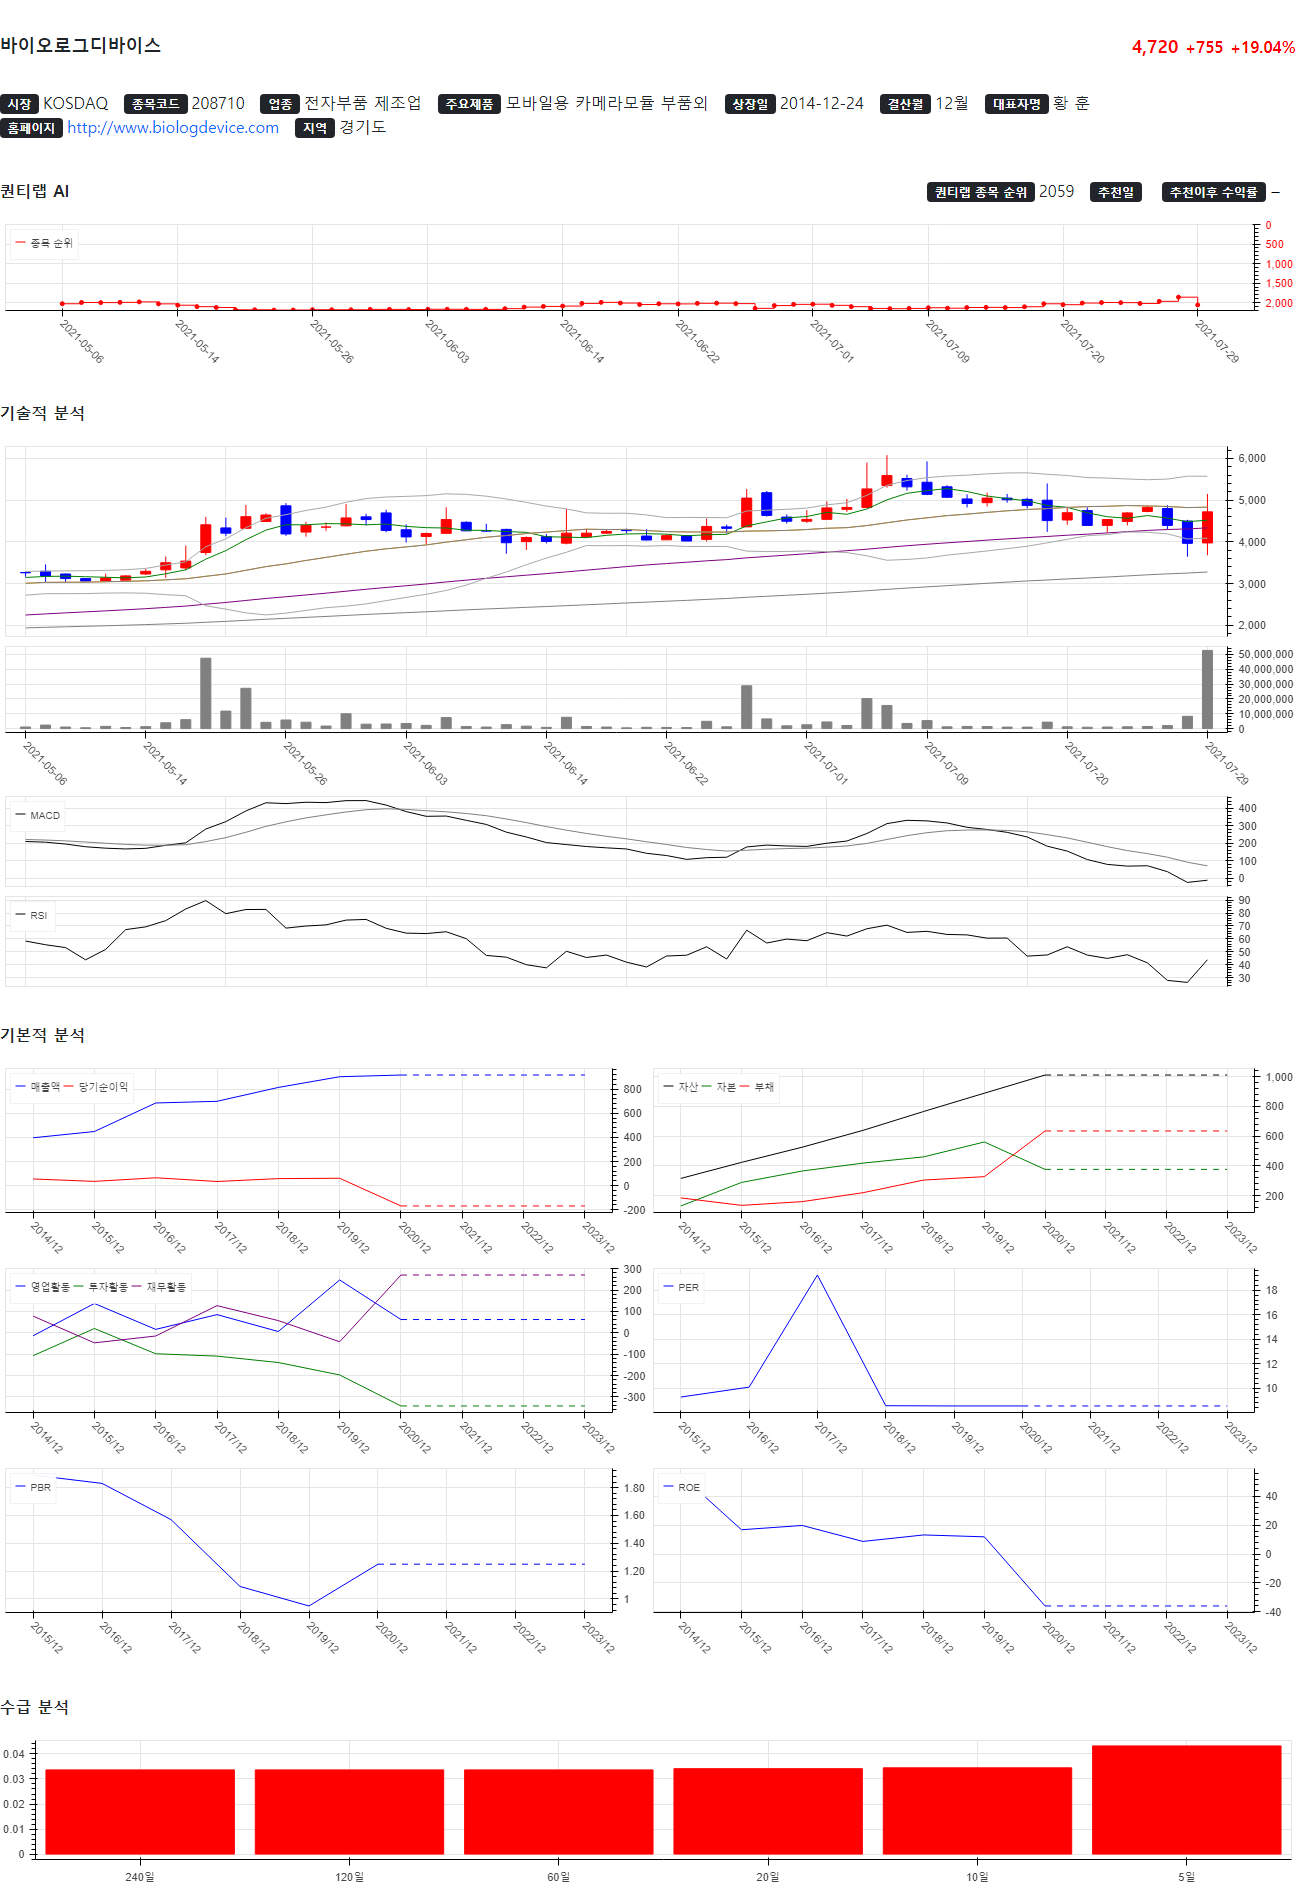 바이오로그디바이스
4,720 +755 +19.04%
시장 KOSDAQ 종목코드 208710 업종 전자부품 제조업 주요제품 모바일용 카메라모듈 부품외 상장일 2014-12-24 결산월 12월 대표자명 황 훈
홈페이지 http://www.biologdevice.com 지역 경기도
퀀티랩 AI
퀀티랩 종목 순위 2059 추천일 추천이후 수익률 –
종목 순위
0
500
1,000
1,500
2,000
2021-05-06 2021-05-14 2021-05-26 2021-06-03 2021-06-14 2021-06-22 2021-07-01 2021-07-09 2021-07-20 2021-07-29
기술적 분석
6,000
5,000
4,000
3,000
2,000
50,000,000
40,000,000
30,000,000
20,000,000
10,000,000
0
2021-05-06 2021-05-14 2021-05-26 2021-06-03 2021-06-14 2021-06-22 2021-07-01 2021-07-09 2021-07-20 2021-07-29
MACD
400
300
200
100
0
RSI
90
80
70
60
50
40
30
기본적 분석
매출액 당기순이익
800
600
400
200
0
-200
2014/12 2015/12 2016/12 2017/12 2018/12 2019/12 2020/12 2021/12 2022/12 2023/12
자산 자본 부채
1,000
800
600
400
200
2014/12 2015/12 2016/12 2017/12 2018/12 2019/12 2020/12 2021/12 2022/12 2023/12
영업활동 투자활동 재무활동
300
200
100
0
-100
-200
-300
2014/12 2015/12 2016/12 2017/12 2018/12 2019/12 2020/12 2021/12 2022/12 2023/12
PER
18
16
14
12
10
2015/12 2016/12 2017/12 2018/12 2019/12 2020/12 2021/12 2022/12 2023/12
PBR
1.80
1.60
1.40
1.20
1
2015/12 2016/12 2017/12 2018/12 2019/12 2020/12 2021/12 2022/12 2023/12
ROE
40
20
0
-20
-40
2014/12 2015/12 2016/12 2017/12 2018/12 2019/12 2020/12 2021/12 2022/12 2023/12
수급 분석
0.04
0.03
0.02
0.01
0
240일 120일 60일 20일 10일 5일